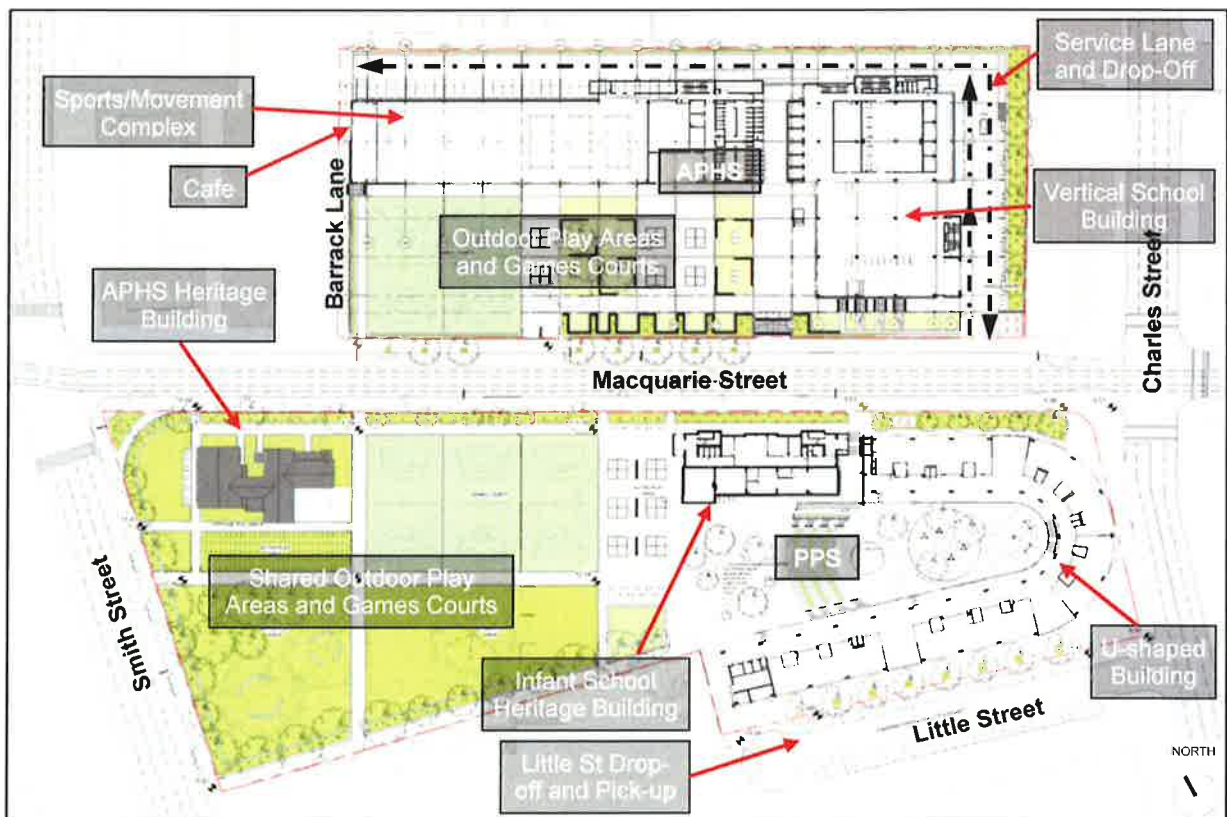 Service Lane
and Drop-Off
Sports/Movement
Complex
Cafe
APHS
Barrack Lane
Vertical School
Building
Outdoor Play Areas
and Games Courts
Charles Street
APHS Heritage
Building
Macquarie Street
PPS
Shared Outdoor Play
Areas and Games Courts
Smith Street
Infant School
Heritage Building
U-shaped
Building
Little Street
Little St Drop-
off and Pick-up
NORTH